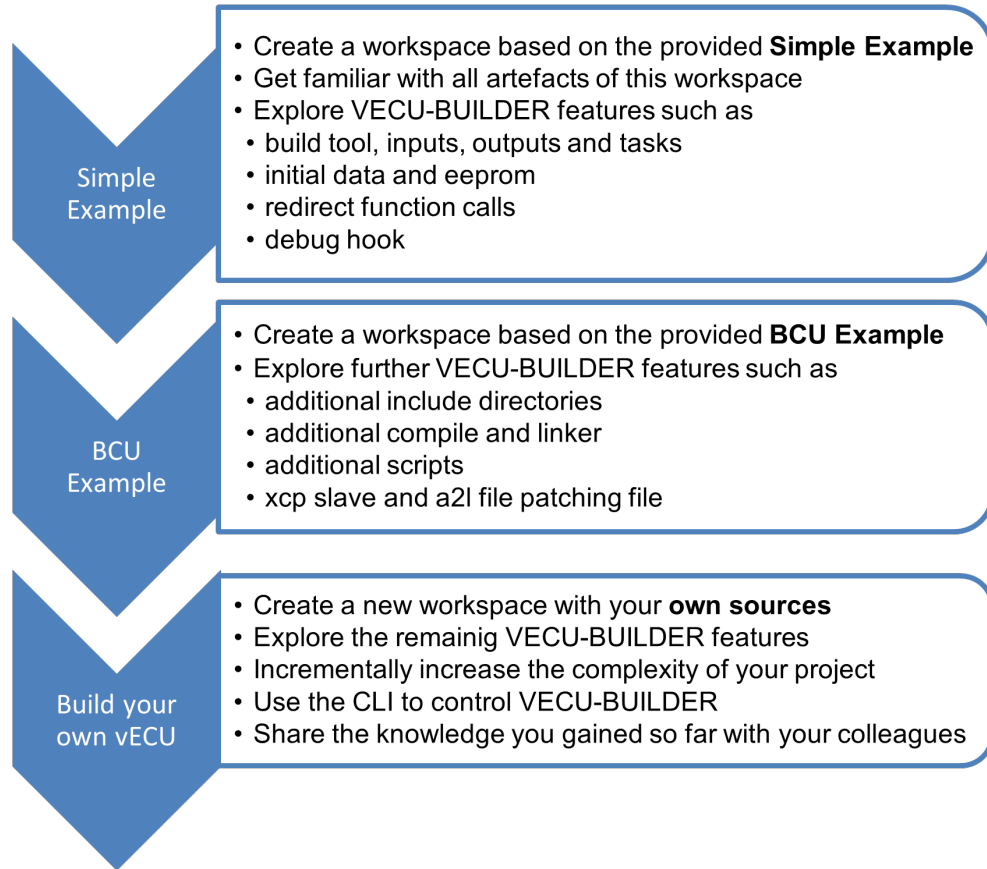 Simple
Example
• Create a workspace based on the provided Simple Example
• Get familiar with all artefacts of this workspace
• Explore VECU-BUILDER features such as
• build tool, inputs, outputs and tasks
• initial data and eeprom
• redirect function calls
• debug hook
BCU
Example
• Create a workspace based on the provided BCU Example
• Explore further VECU-BUILDER features such as
• additional include directories
• additional compile and linker
• additional scripts
• xcp slave and a2l file patching file
Build your
own vECU
• Create a new workspace with your own sources
• Explore the remainig VECU-BUILDER features
• Incrementally increase the complexity of your project
• Use the CLI to control VECU-BUILDER
• Share the knowledge you gained so far with your colleagues